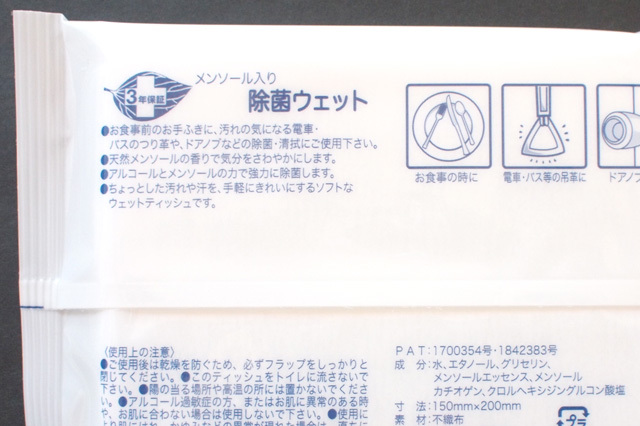 3年保証
メンソール入り
除菌ウェット
●お食事前のお手ふきに、汚れの気になる電車・
バスのつり革や、ドアノブなどの除菌・清拭にご使用下さい。
●天然メンソールの香りで気分をさわやかにします。
●アルコールとメンソールの力で強力に除菌します。
●ちょっとした汚れや汗を、手軽にきれいにするソフトな
ウェットティッシュです。
お食事の時に
電車・バス等の吊革に
ドアノブ
〈使用上の注意〉
●ご使用後は乾燥を防ぐため、必ずフラップをしっかりと
閉じてください。●このティッシュをトイレに流さないで
下さい。●陽の当る場所や高温の所には置かないでくださ
い。●アルコール過敏症の方、またはお肌に異常のある時
や、お肌に合わない場合は使用しないで下さい。●使用に
PAT:1700354号・1842383号
成 分:水、エタノール、グリセリン、
メンソールエッセンス、メンソール
カチオゲン、クロルヘキシジングルコン酸塩
寸 法:150mm×200mm
素 材:不織布
プラ